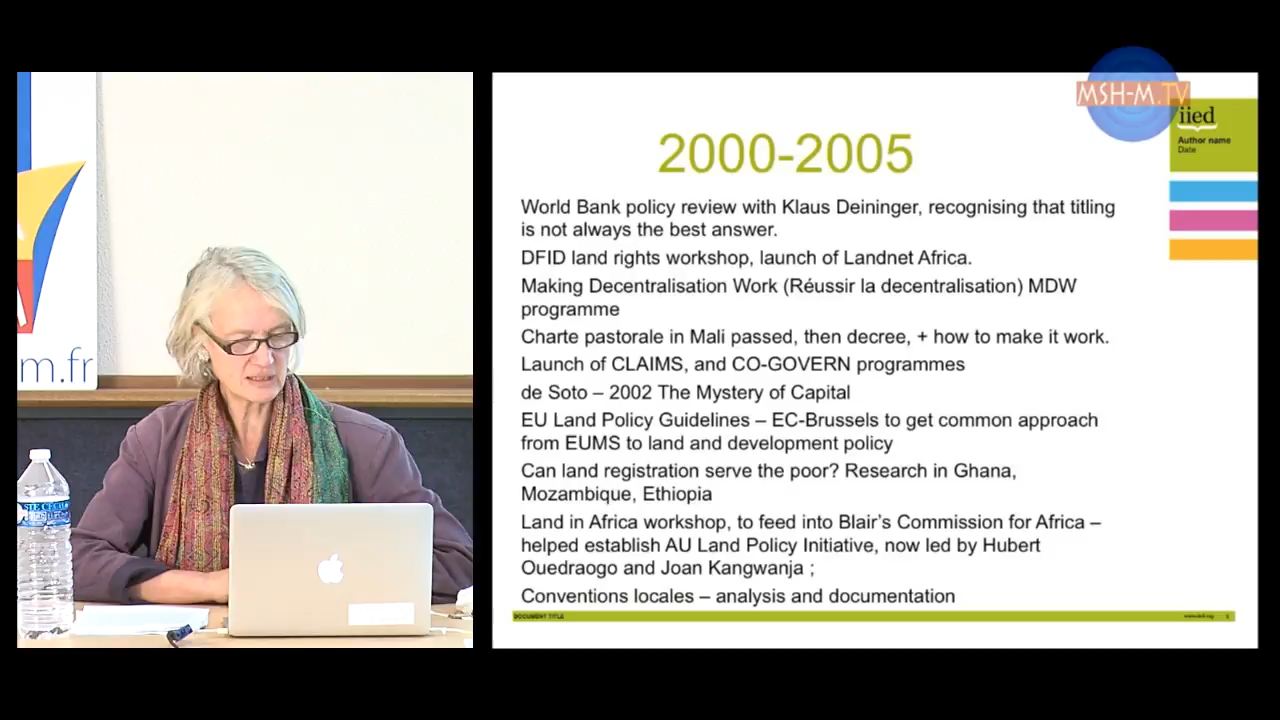 MSH-M.TV
iied
Author name
Date
2000-2005
World Bank policy review with Klaus Deininger, recognising that titling
is not always the best answer.
DFID land rights workshop, launch of Landnet Africa.
Making Decentralisation Work (Réussir la decentralisation) MDW
programme
Charte pastorale in Mali passed, then decree, + how to make it work.
Launch of CLAIMS, and CO-GOVERN programmes
de Soto – 2002 The Mystery of Capital
EU Land Policy Guidelines – EC-Brussels to get common approach
from EUMS to land and development policy
Can land registration serve the poor? Research in Ghana,
Mozambique, Ethiopia
Land in Africa workshop, to feed into Blair's Commission for Africa –
helped establish AU Land Policy Initiative, now led by Hubert
Ouedraogo and Joan Kangwanja ;
Conventions locales – analysis and documentation
DOCUMENT TITLE
www.iied.org
m.fr